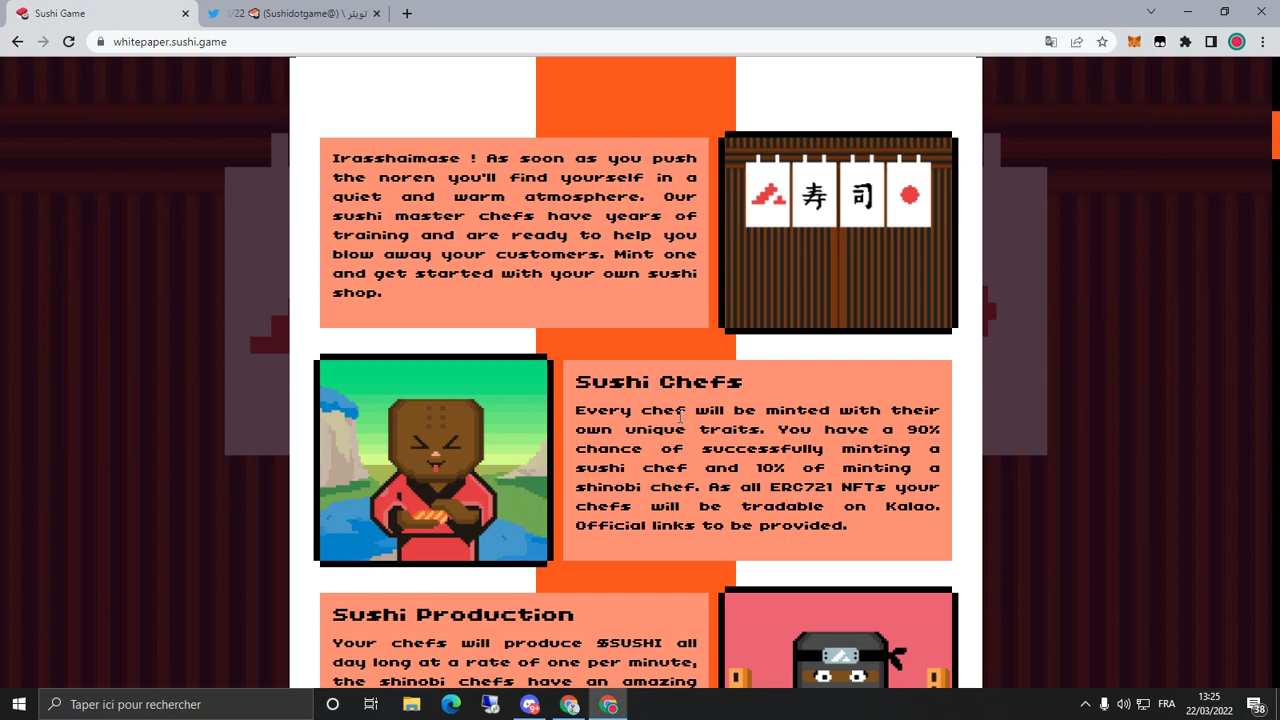 Sushi Game
توبتر \ (Sushidotgame@) 🍣 22/
whitepaper.sushi.game
Irasshaimase ! As soon as you push
the noren you'll find yourself in a
quiet and warm atmosphere. Our
sushi master chefs have years of
training and are ready to help you
blow away your customers. Mint one
and get started with your own sushi
shop.
寿司
Sushi Chefs
Every chef will be minted with their
own unique traits. You have a 90%
chance of successfully minting a
sushi chef and 10% of minting a
shinobi chef. As all ERC721 NFTs your
chefs will be tradable on Kalao.
Official links to be provided.
Sushi Production
Your chefs will produce $SUSHI all
day long at a rate of one per minute,
the shinobi chefs have an amazing
Taper ici pour rechercher
FRA
13:25
22/03/2022
38